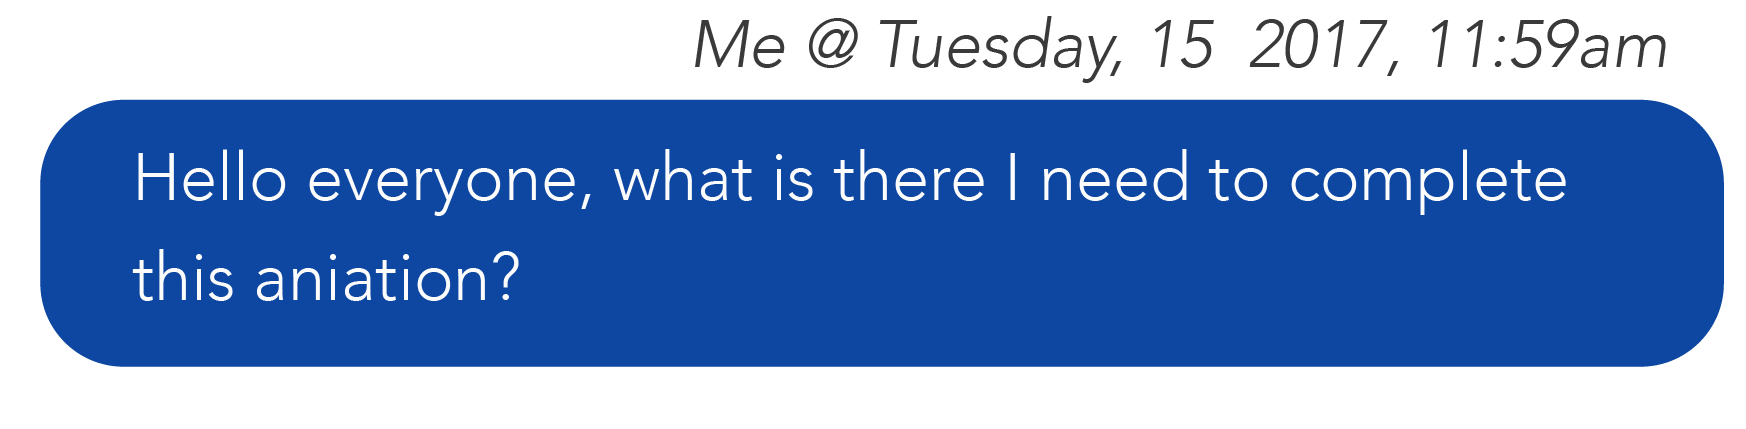 Me @ Tuesday, 15  2017, 11:59am
Hello everyone, what is there I need to complete
this aniation?